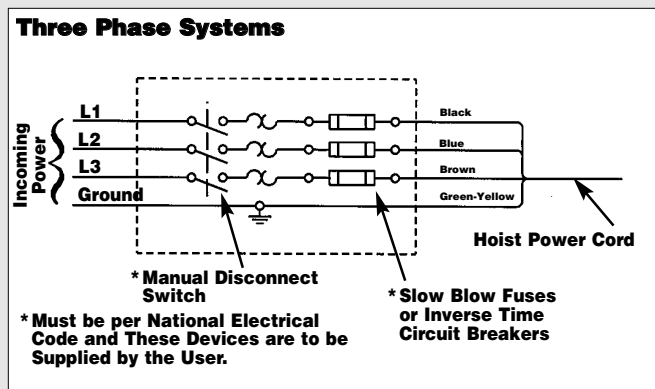 Three Phase Systems
Incoming
Power
L1
L2
L3
Ground
Black
Blue
Brown
Green-Yellow
Hoist Power Cord
*Manual Disconnect
Switch
*Slow Blow Fuses
or Inverse Time
Circuit Breakers
*Must be per National Electrical
Code and These Devices are to be
Supplied by the User.